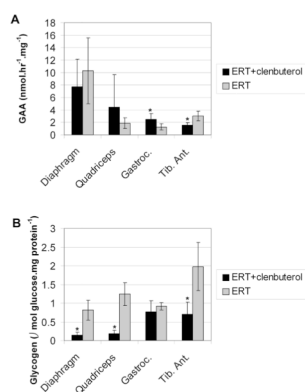 A
GAA (nmol.hr⁻¹.mg⁻¹)
18
16
14
12
10
8
6
4
2
0
*
*
Diaphragm
Quadriceps
Gastroc.
Tib. Ant.
ERT+clenbuterol
ERT
B
Glycogen (/ mol glucose.mg protein⁻¹)
3
2.5
2
1.5
1
0.5
0
*
*
*
Diaphragm
Quadriceps
Gastroc.
Tib. Ant.
ERT+clenbuterol
ERT